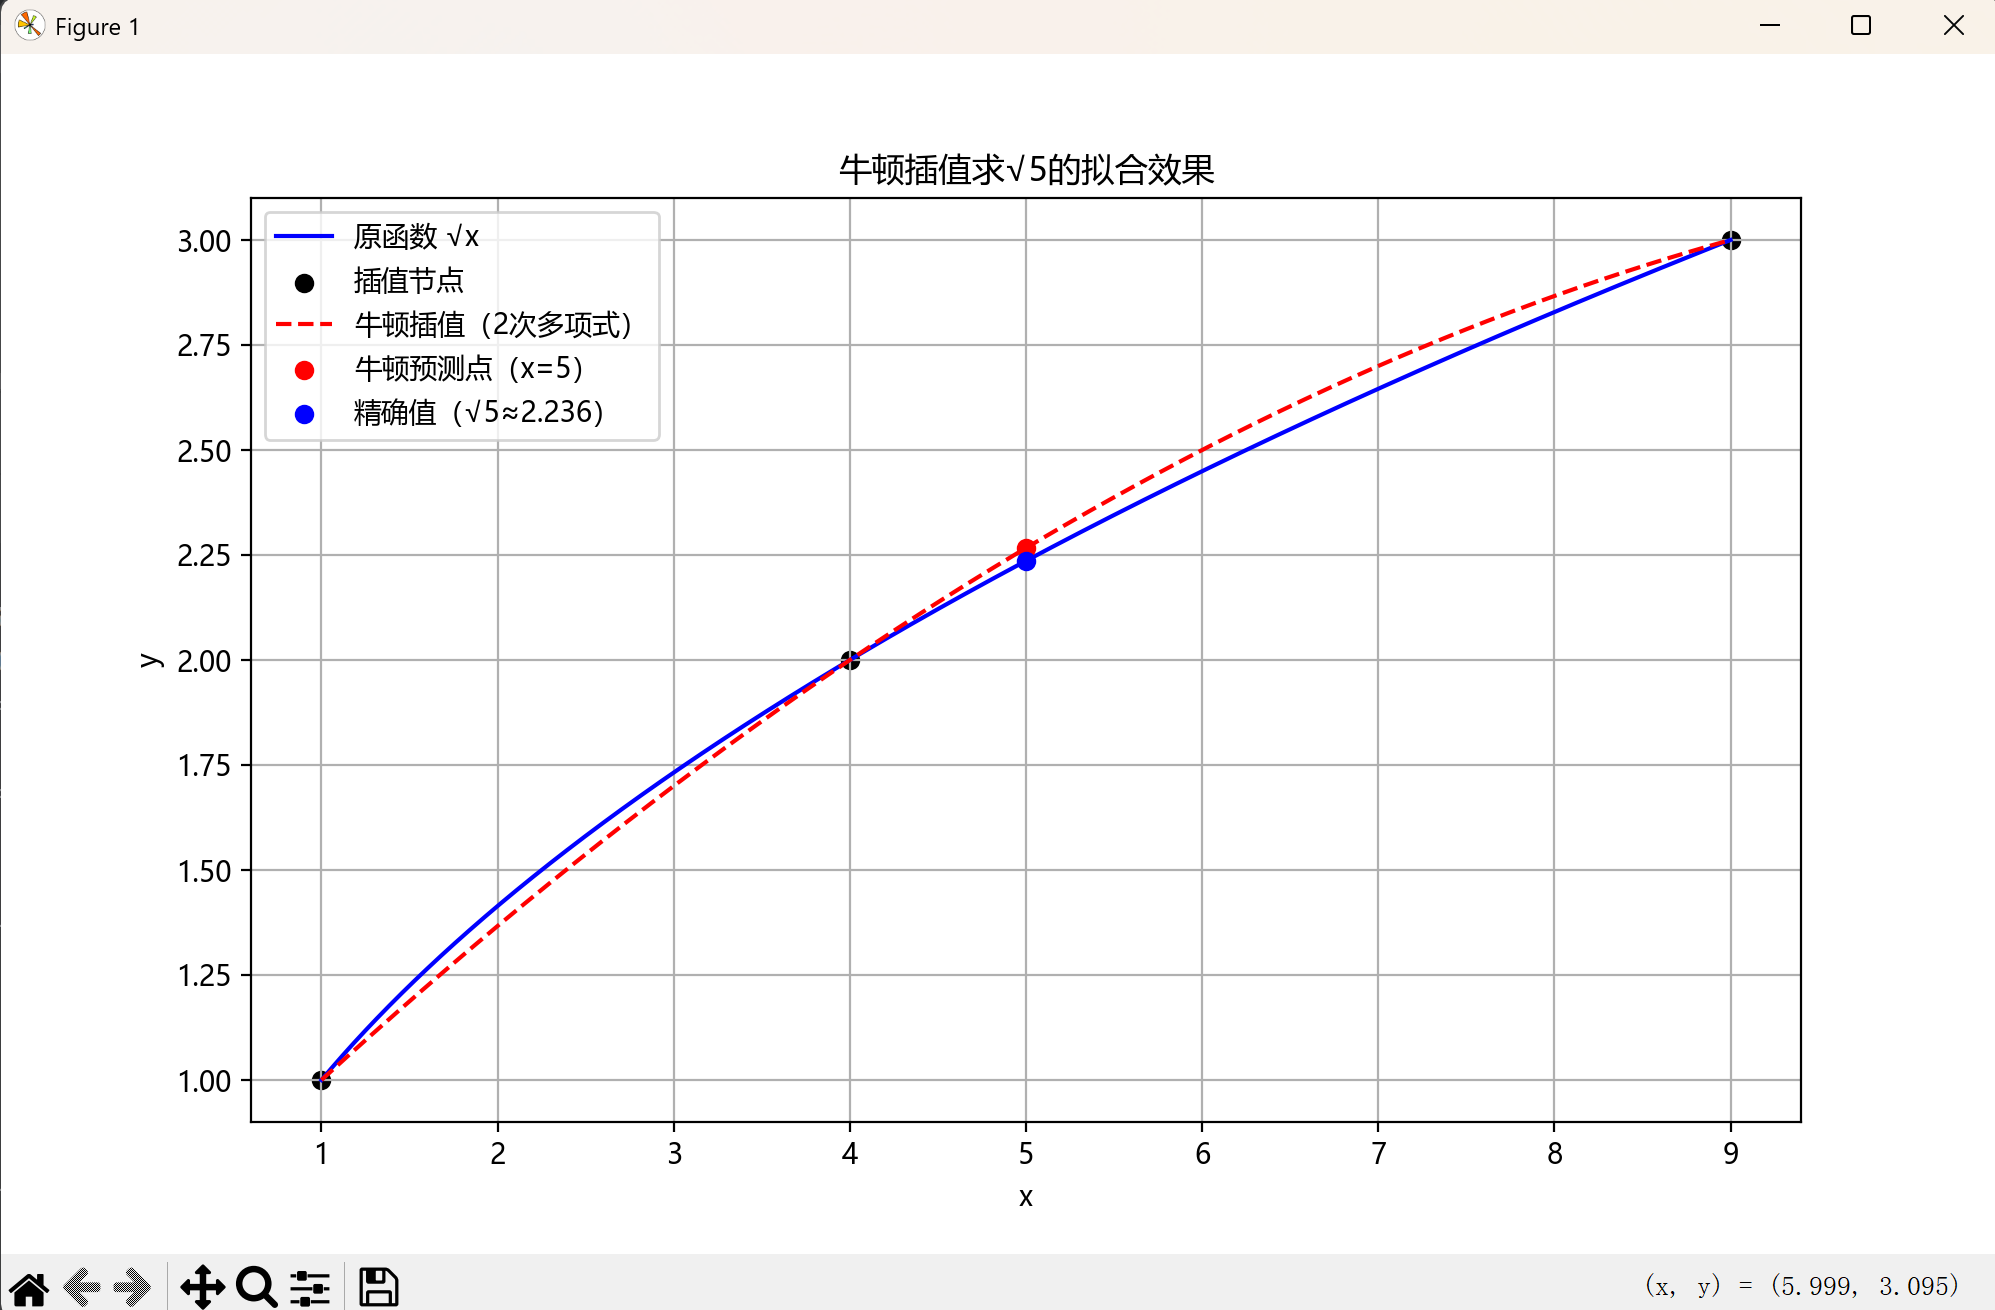 Figure 1
牛顿插值求√5的拟合效果
原函数 √x
插值节点
牛顿插值（2次多项式）
牛顿预测点（x=5）
精确值（√5≈2.236）
3.00
2.75
2.50
2.25
2.00
1.75
1.50
1.25
1.00
y
1 2 3 4 5 6 7 8 9
x
(x, y) = (5.999, 3.095)